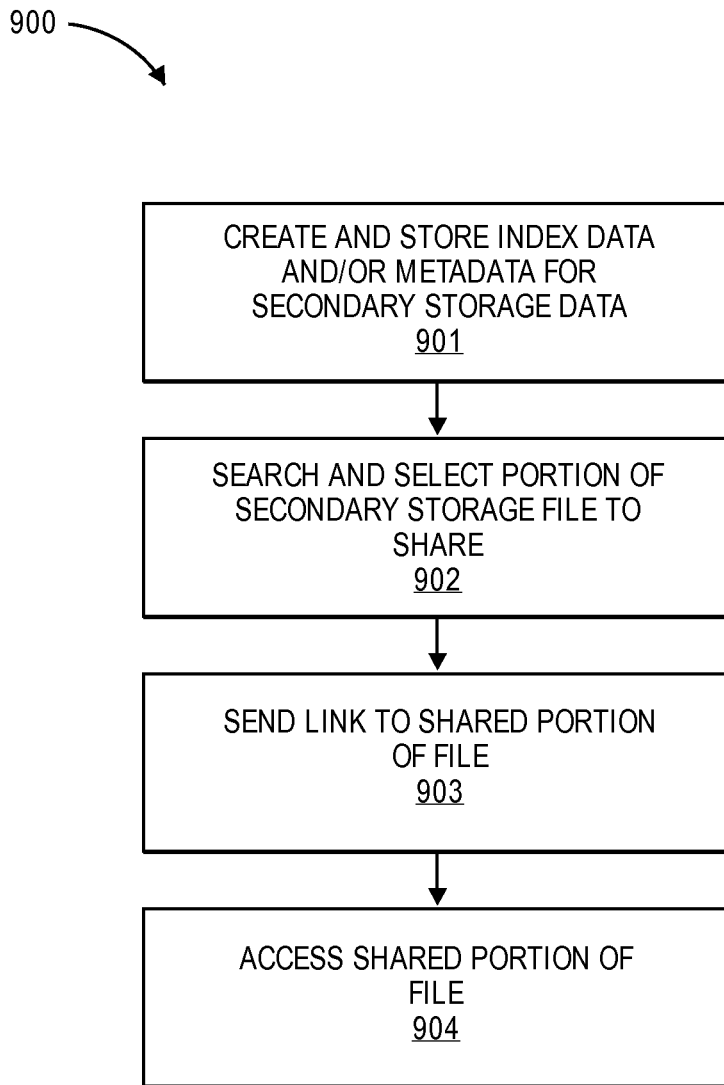 900
CREATE AND STORE INDEX DATA
AND/OR METADATA FOR
SECONDARY STORAGE DATA
901
SEARCH AND SELECT PORTION OF
SECONDARY STORAGE FILE TO
SHARE
902
SEND LINK TO SHARED PORTION
OF FILE
903
ACCESS SHARED PORTION OF
FILE
904